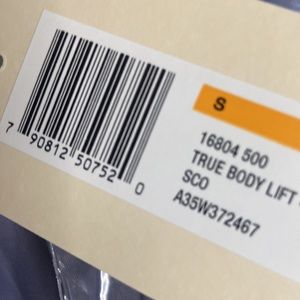 S
16804 500
TRUE BODY LIFT
SCO
A35W372467
7 90812 50752 0